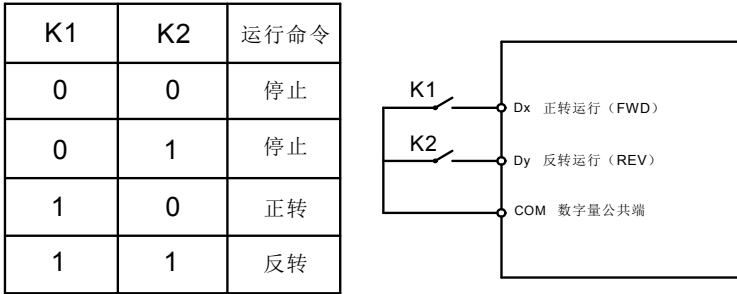 K1 K2 运行命令
0 0 停止
0 1 停止
1 0 正转
1 1 反转
K1
Dx 正转运行（FWD）
K2
Dy 反转运行（REV）
COM 数字量公共端